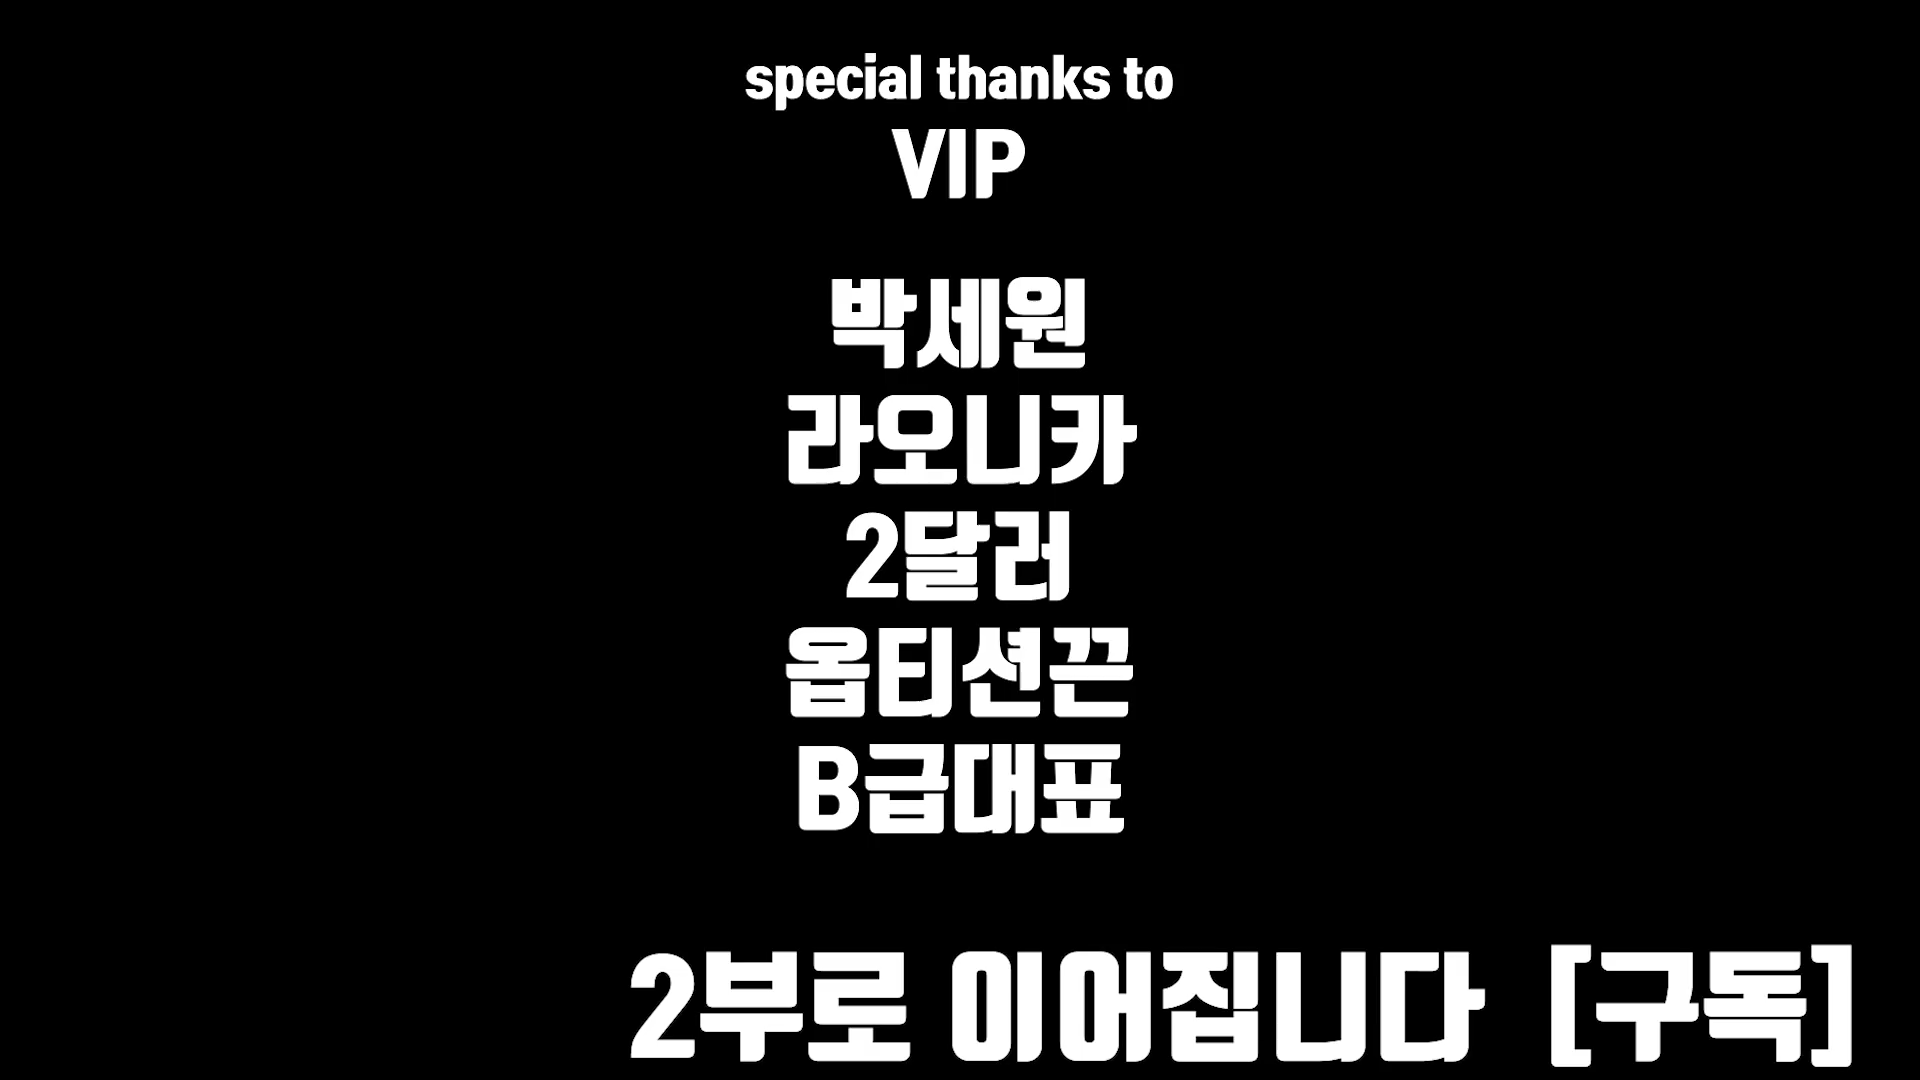 special thanks to
VIP
박세원
라오니카
2달러
옵티션끈
B급대표
2부로 이어집니다 [구독]